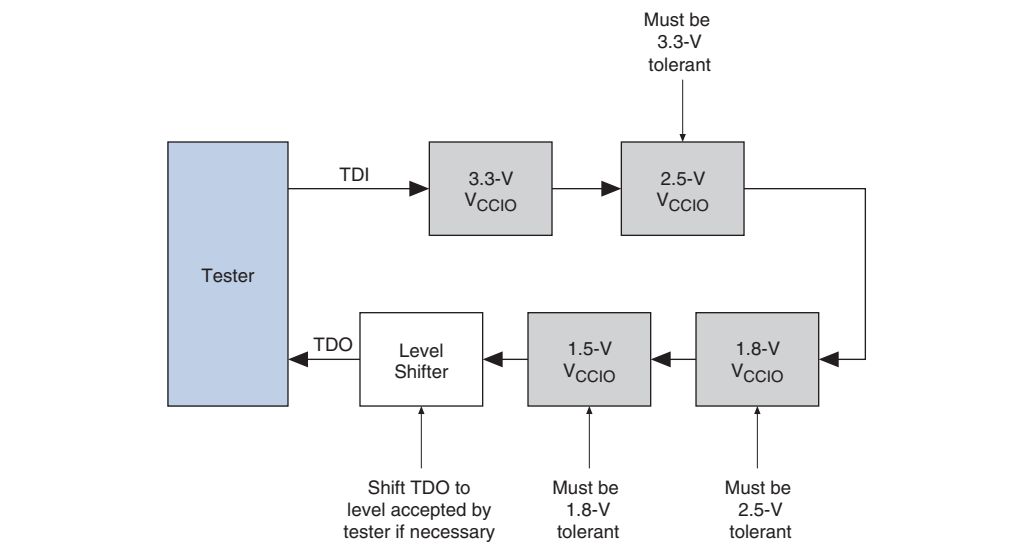 Must be
3.3-V
tolerant
TDI
3.3-V
VCCIO
2.5-V
VCCIO
Tester
TDO
Level
Shifter
1.5-V
VCCIO
1.8-V
VCCIO
Shift TDO to
level accepted by
tester if necessary
Must be
1.8-V
tolerant
Must be
2.5-V
tolerant